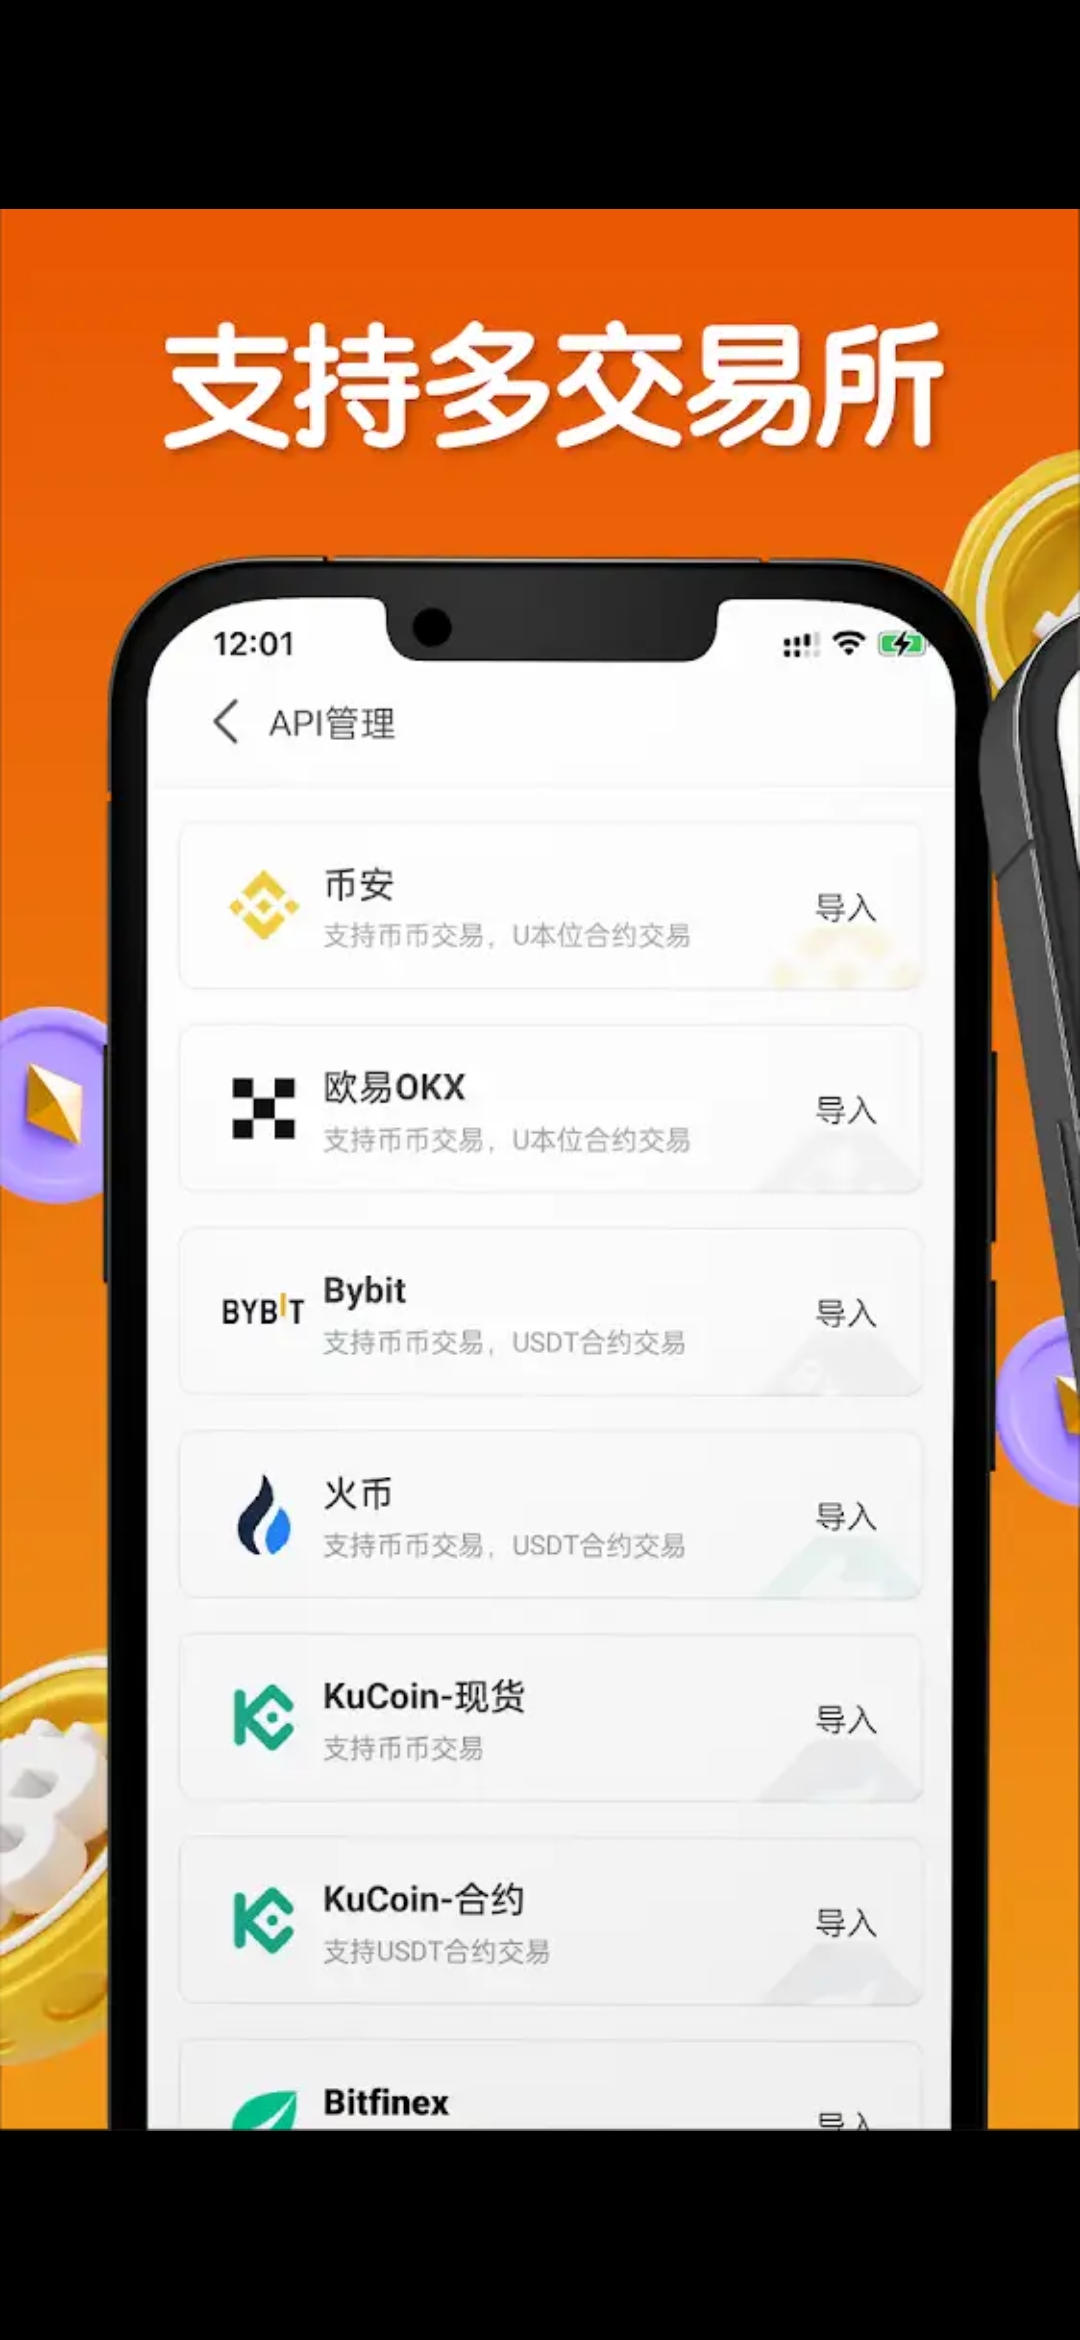 支持多交易所
12:01
API管理
币安
支持币币交易，U本位合约交易
导入
欧易OKX
支持币币交易，U本位合约交易
导入
BYBIT
Bybit
支持币币交易，USDT合约交易
导入
火币
支持币币交易，USDT合约交易
导入
KuCoin-现货
支持币币交易
导入
KuCoin-合约
支持USDT合约交易
导入
Bitfinex
导入